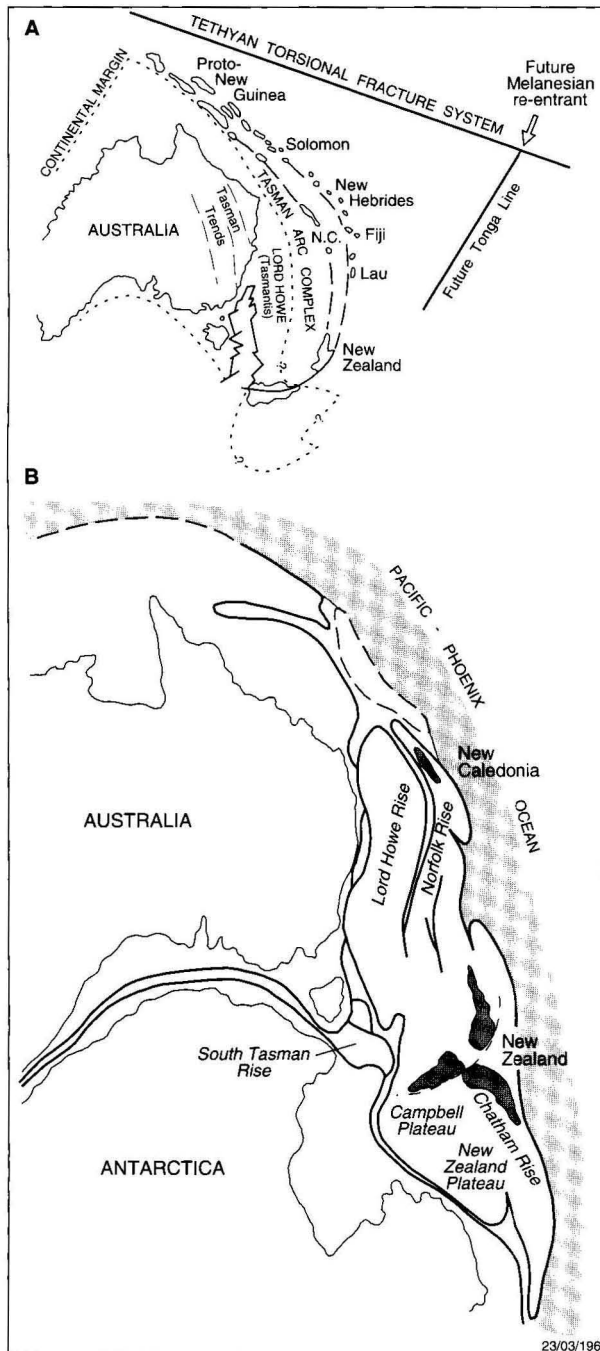 A
TETHYAN TORSIONAL FRACTURE SYSTEM
Future
Melanesian
re-entrant
CONTINENTAL MARGIN
Proto-
New
Guinea
Solomon
New
Hebrides
Fiji
Lau
N.C.
TASMAN
ARC COMPLEX
Future Tonga Line
AUSTRALIA
Tasman
Trends
LORD HOWE
(Tasmantis)
New
Zealand
?
?
?
B
PACIFIC - PHOENIX
OCEAN
New
Caledonia
AUSTRALIA
Lord Howe Rise
Norfolk Rise
South Tasman
Rise
New
Zealand
Campbell
Plateau
Chatham Rise
New
Zealand
Plateau
ANTARCTICA
23/03/196